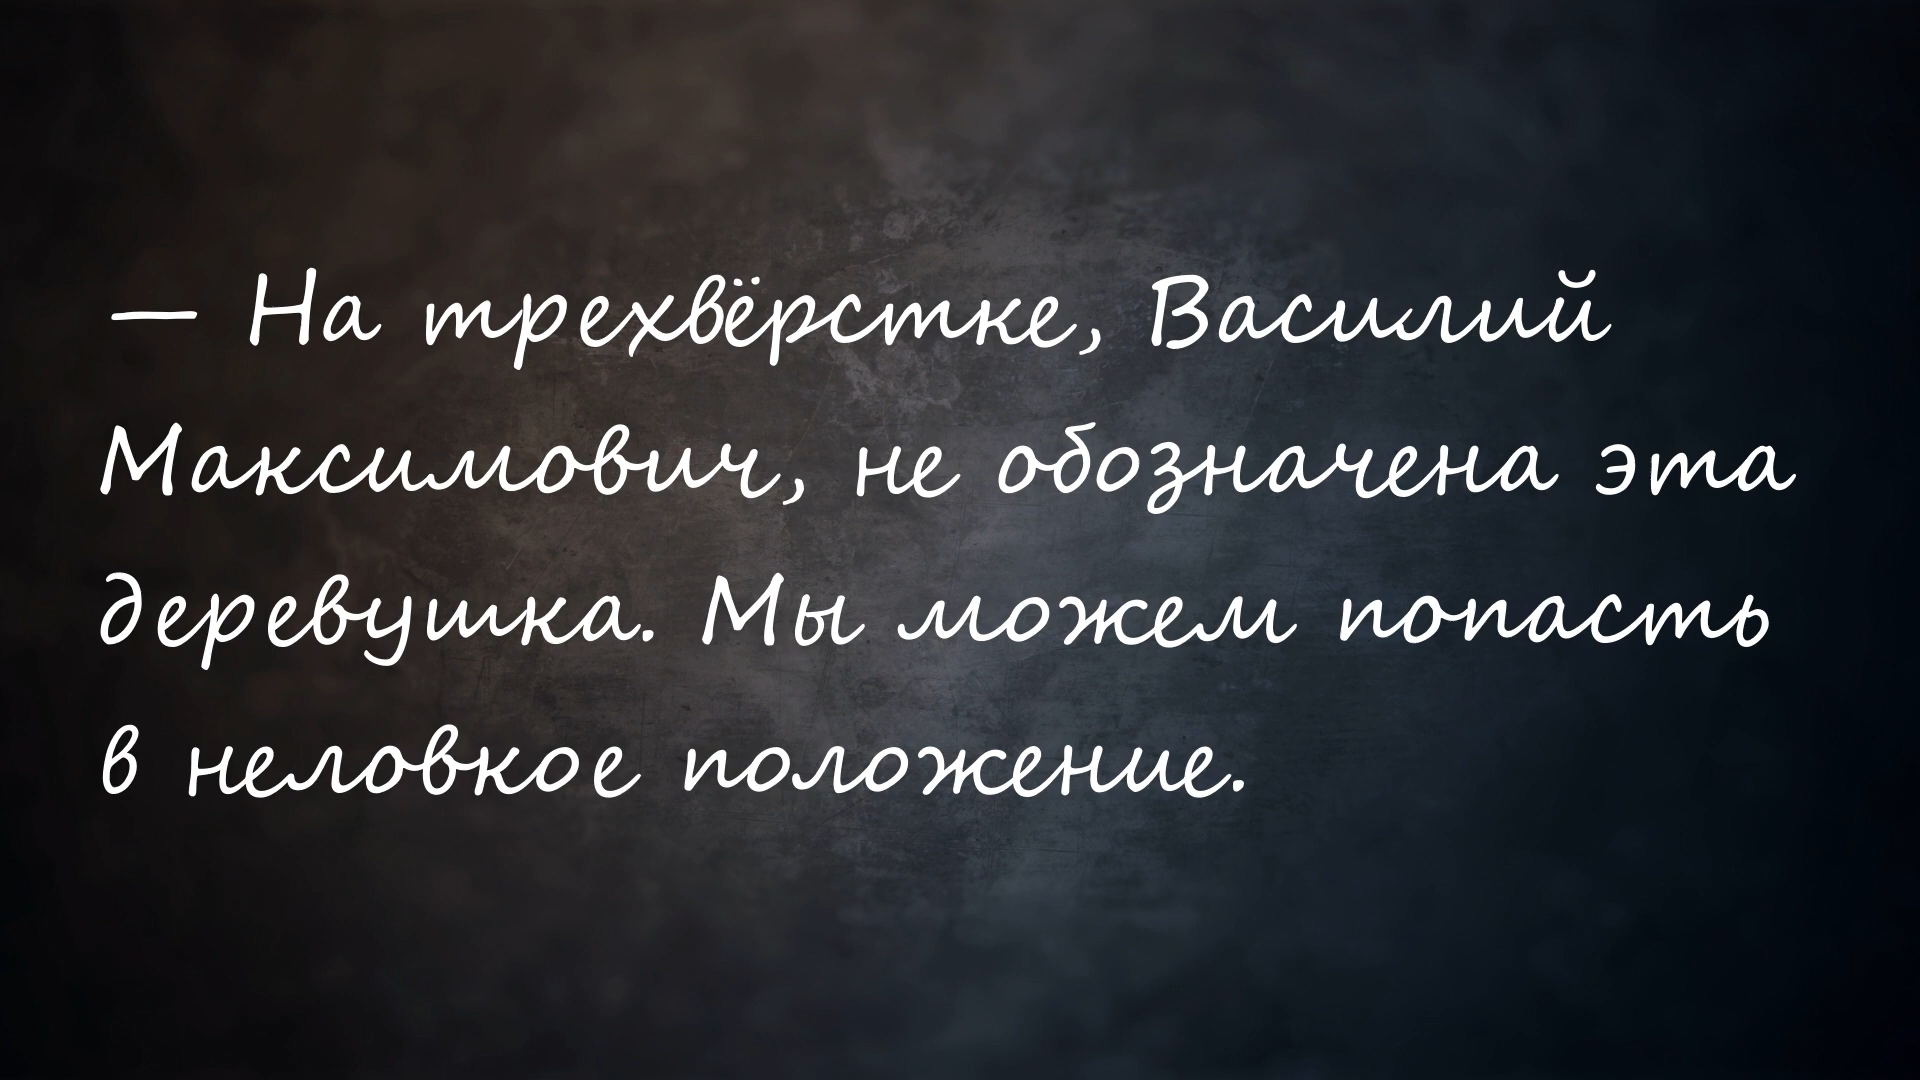 — На трехвёрстке, Василий
Максимович, не обозначена эта
деревушка. Мы можем попасть
в неловкое положение.